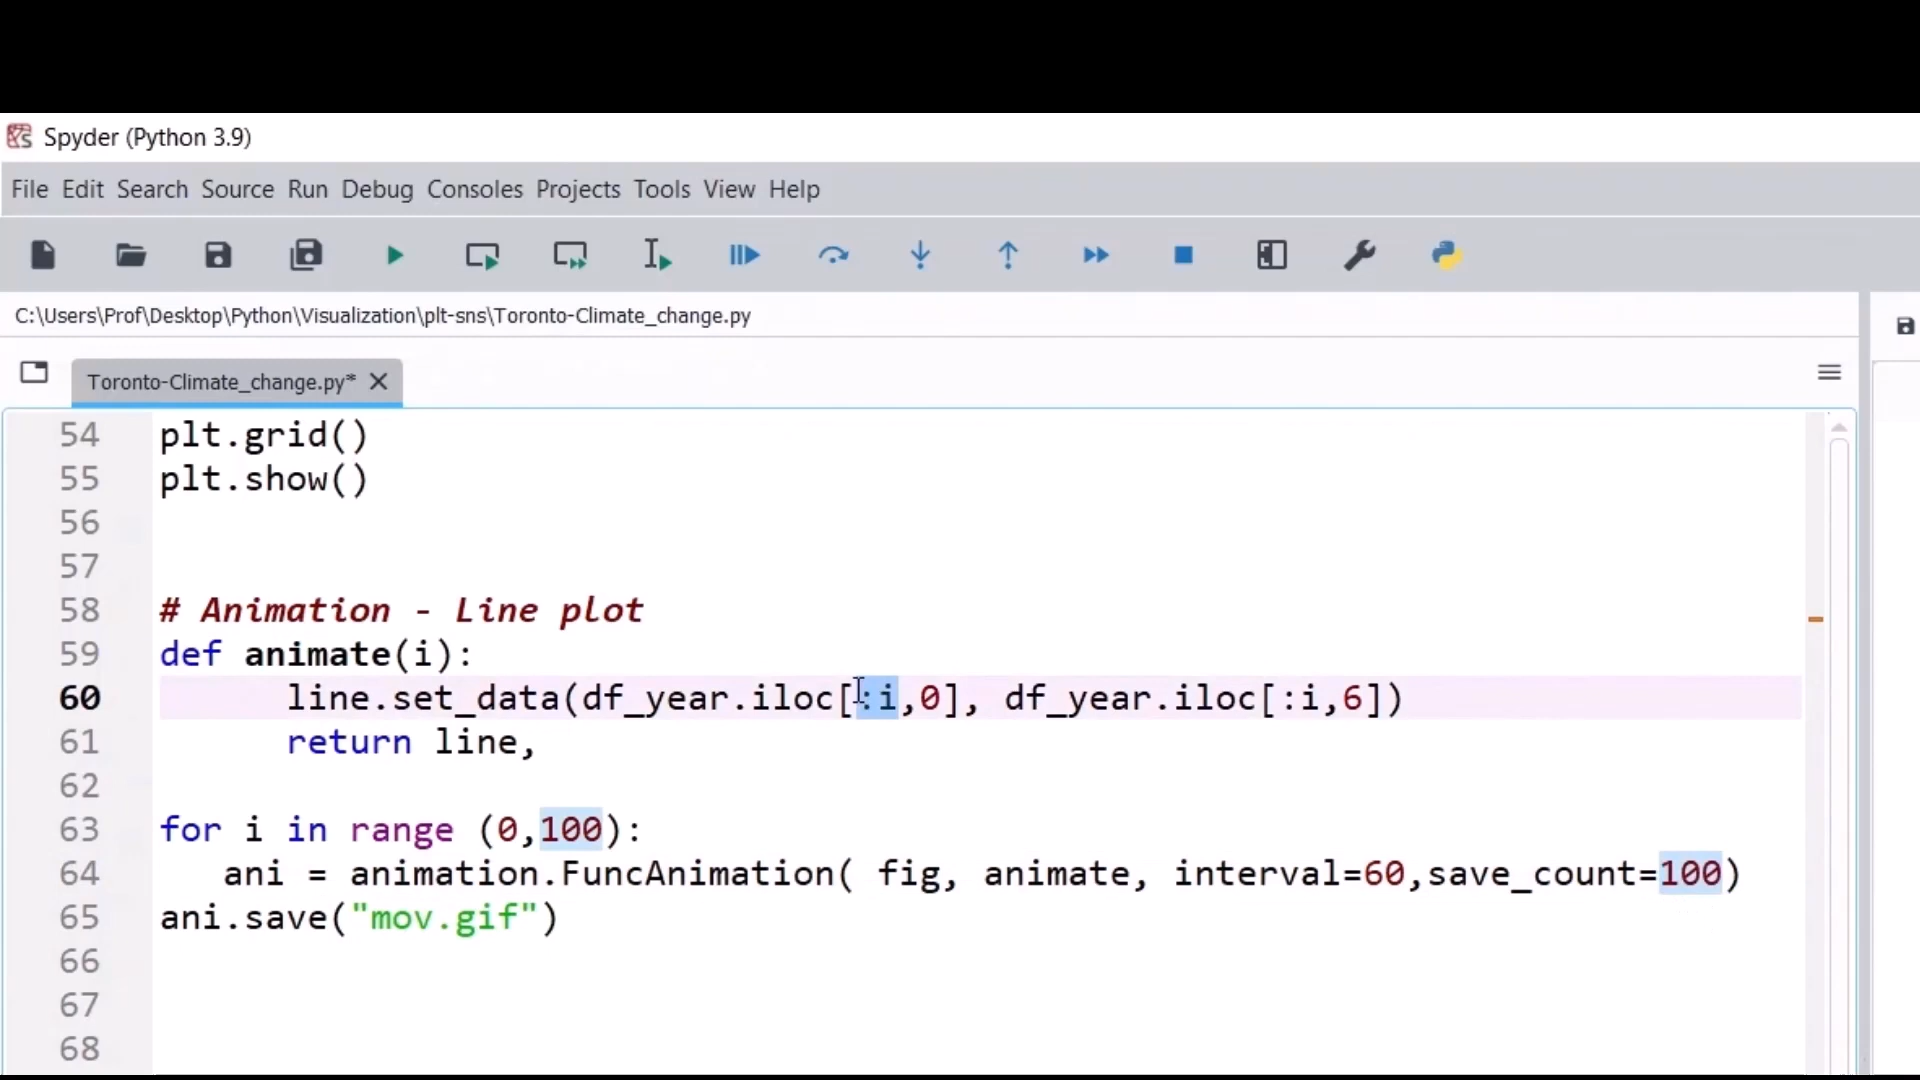 Spyder (Python 3.9)
File Edit Search Source Run Debug Consoles Projects Tools View Help
C:\Users\Prof\Desktop\Python\Visualization\plt-sns\Toronto-Climate_change.py
Toronto-Climate_change.py*
54 plt.grid()
55 plt.show()
56
57
58 # Animation - Line plot
59 def animate(i):
60 line.set_data(df_year.iloc[:i,0], df_year.iloc[:i,6])
61 return line,
62
63 for i in range (0,100):
64 ani = animation.FuncAnimation( fig, animate, interval=60,save_count=100)
65 ani.save("mov.gif")
66
67
68